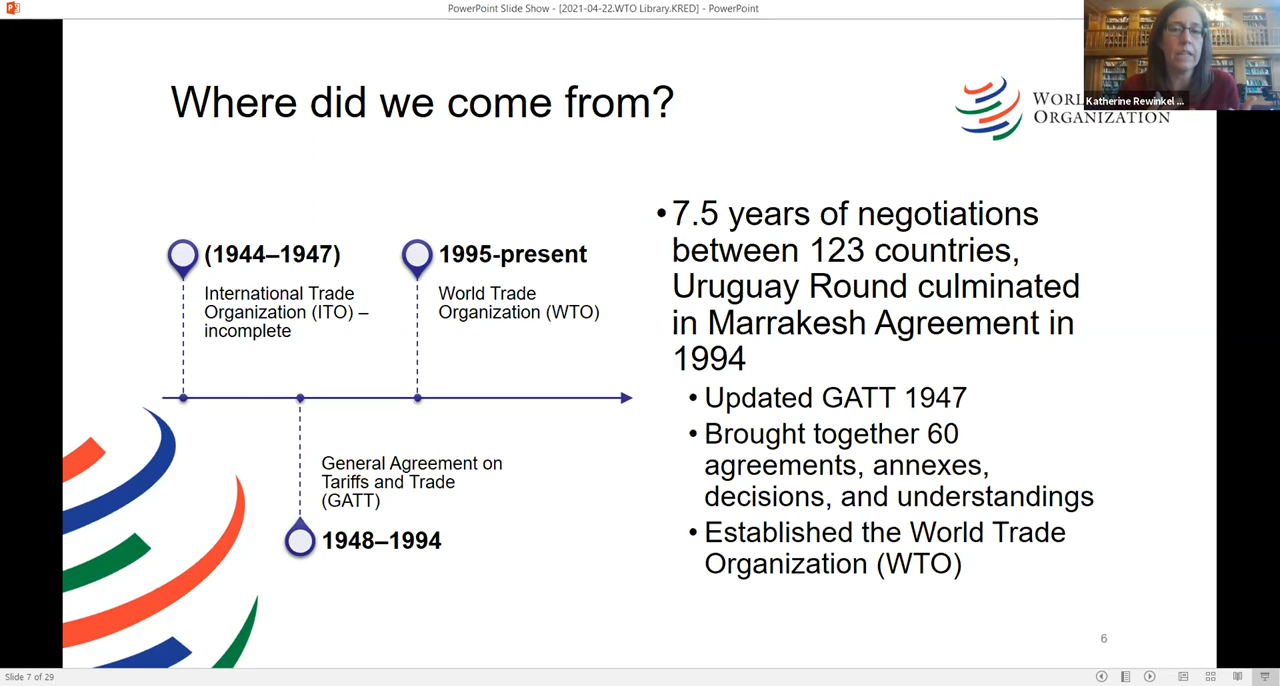 PowerPoint Slide Show - [2021-04-22.WTO Library.KRED] - PowerPoint
Where did we come from?
WORL
ORGANIZATION
Katherine Rewinkel ...
(1944–1947)
International Trade
Organization (ITO) –
incomplete
1995-present
World Trade
Organization (WTO)
General Agreement on
Tariffs and Trade
(GATT)
1948–1994
•7.5 years of negotiations
between 123 countries,
Uruguay Round culminated
in Marrakesh Agreement in
1994
• Updated GATT 1947
• Brought together 60
agreements, annexes,
decisions, and understandings
• Established the World Trade
Organization (WTO)
6
Slide 7 of 29